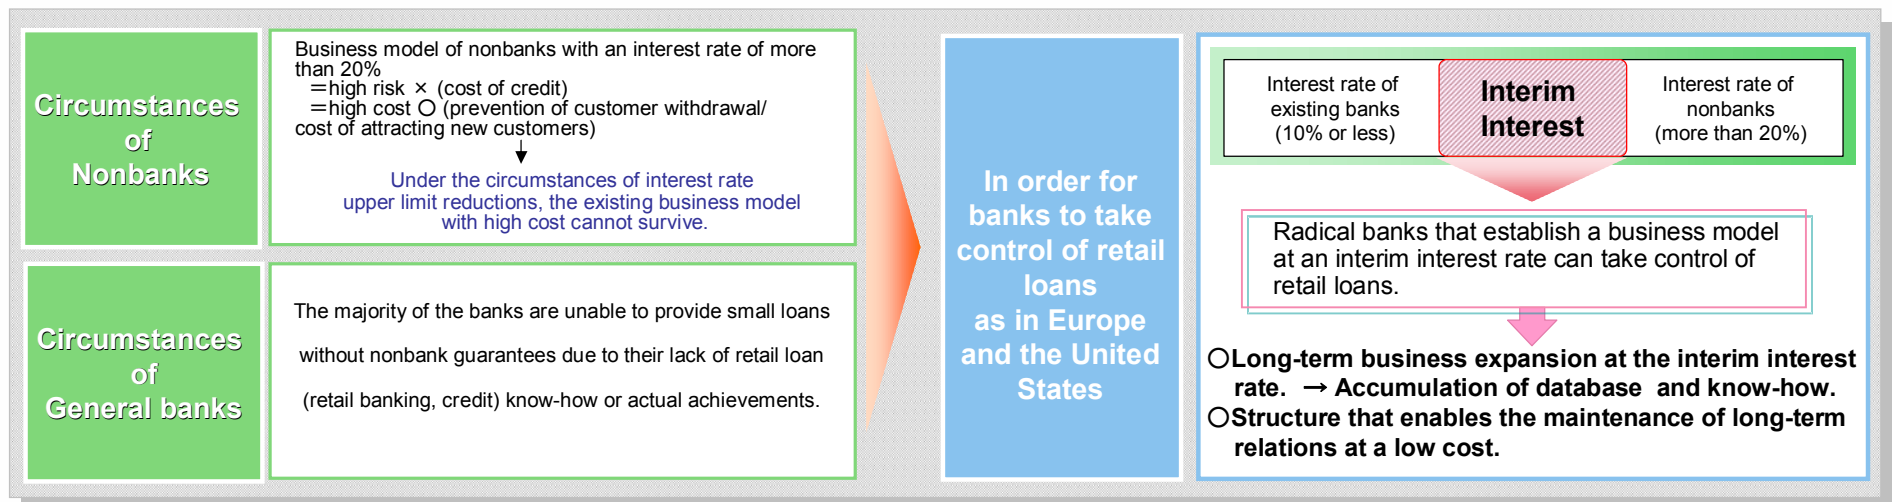 Circumstances
of
Nonbanks
Business model of nonbanks with an interest rate of more
than 20%
＝high risk × (cost of credit)
＝high cost ○ (prevention of customer withdrawal/
cost of attracting new customers)
Under the circumstances of interest rate
upper limit reductions, the existing business model
with high cost cannot survive.
Circumstances
of
General banks
The majority of the banks are unable to provide small loans
without nonbank guarantees due to their lack of retail loan
(retail banking, credit) know-how or actual achievements.
In order for
banks to take
control of retail
loans
as in Europe
and the United
States
Interest rate of
existing banks
(10% or less)
Interim
Interest
Interest rate of
nonbanks
(more than 20%)
Radical banks that establish a business model
at an interim interest rate can take control of
retail loans.
○Long-term business expansion at the interim interest
rate. → Accumulation of database and know-how.
○Structure that enables the maintenance of long-term
relations at a low cost.